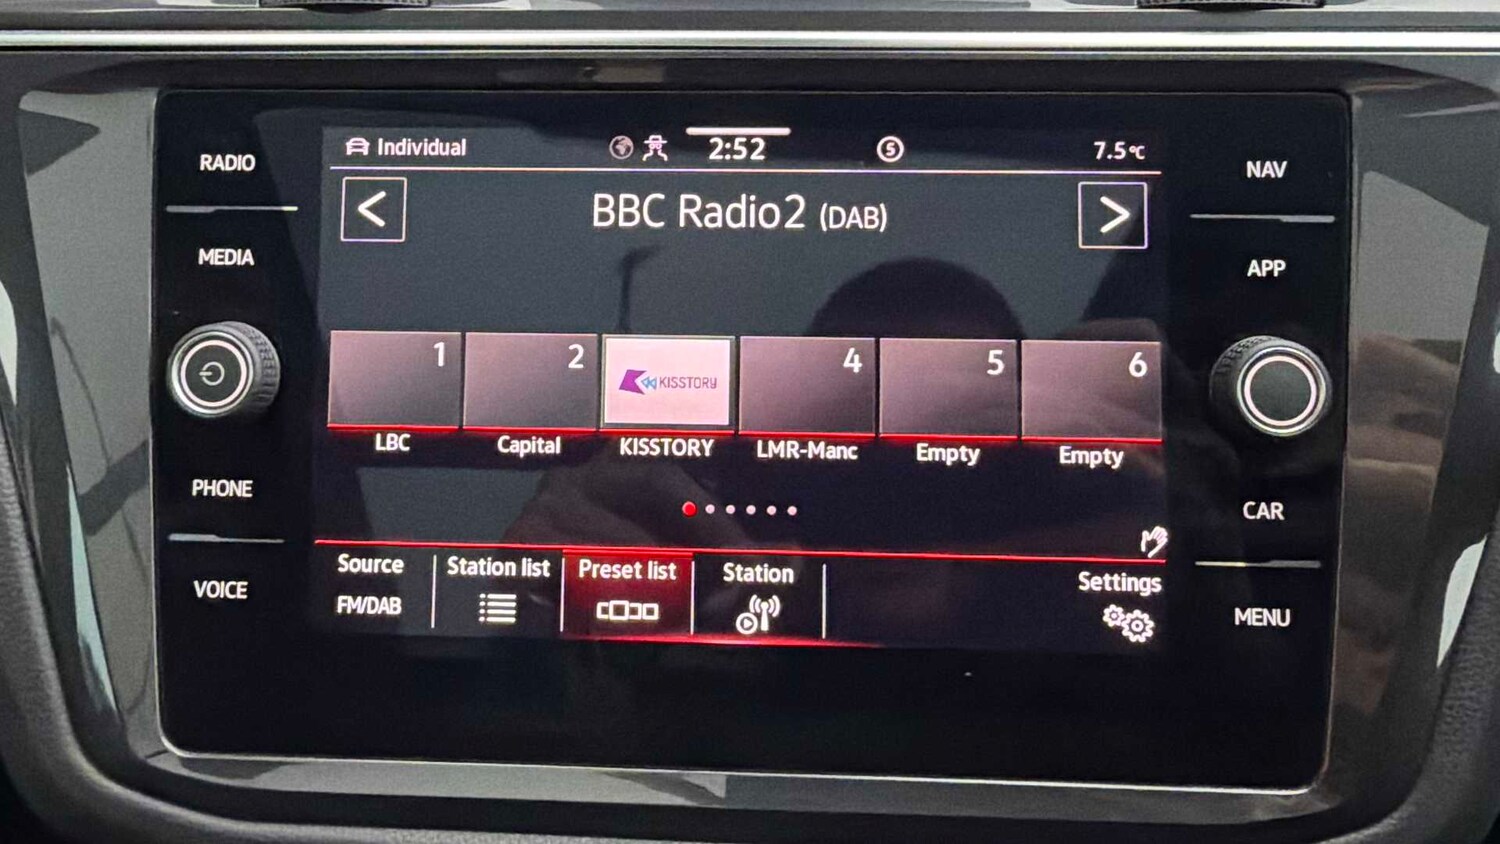 RADIO
MEDIA
PHONE
VOICE
Individual
2:52
S
7.5°C
<
BBC Radio2 (DAB)
>
1 2 KISSTORY 4 5 6
LBC Capital KISSTORY LMR-Manc Empty Empty
Source Station list Preset list Station Settings
FM/DAB
NAV
APP
CAR
MENU